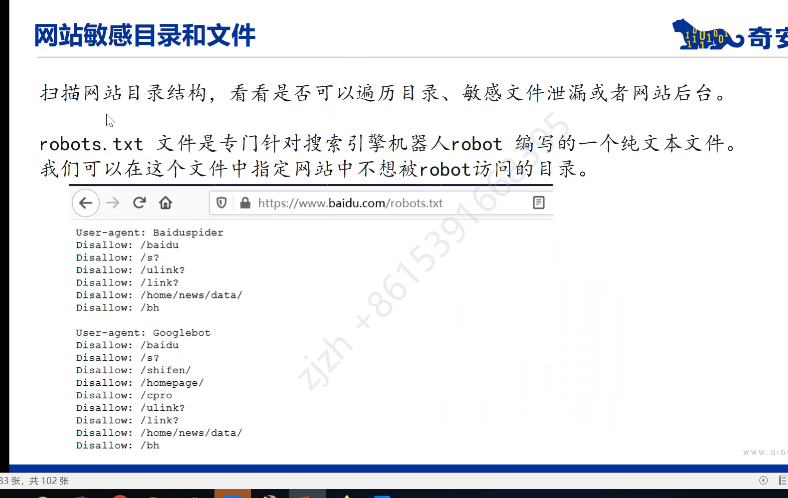 网站敏感目录和文件
奇安
扫描网站目录结构，看看是否可以遍历目录、敏感文件泄漏或者网站后台。
robots.txt 文件是专门针对搜索引擎机器人robot 编写的一个纯文本文件。
我们可以在这个文件中指定网站中不想被robot访问的目录。
https://www.baidu.com/robots.txt
User-agent: Baiduspider
Disallow: /baidu
Disallow: /s?
Disallow: /ulink?
Disallow: /link?
Disallow: /home/news/data/
Disallow: /bh
User-agent: Googlebot
Disallow: /baidu
Disallow: /s?
Disallow: /shifen/
Disallow: /homepage/
Disallow: /cpro
Disallow: /ulink?
Disallow: /link?
Disallow: /home/news/data/
Disallow: /bh
33 张，共 102 张